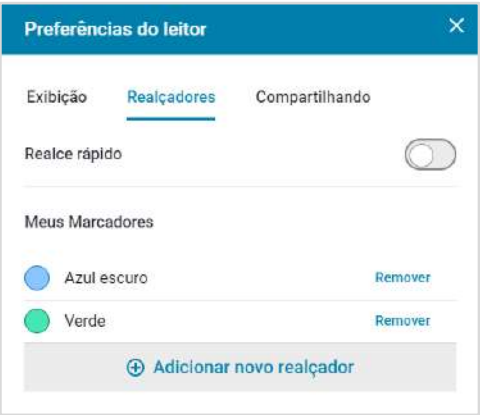 Preferências do leitor
Exibição Realçadores Compartilhando
Realce rápido
Meus Marcadores
Azul escuro Remover
Verde Remover
Adicionar novo realçador